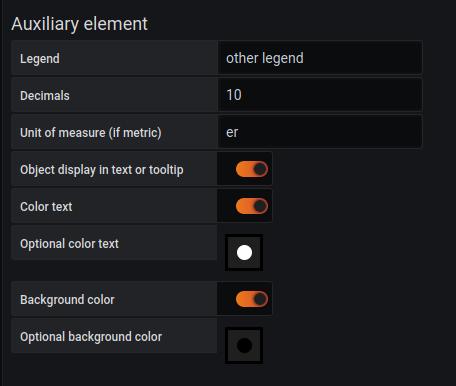 Auxiliary element
Legend other legend
Decimals 10
Unit of measure (if metric) er
Object display in text or tooltip
Color text
Optional color text
Background color
Optional background color